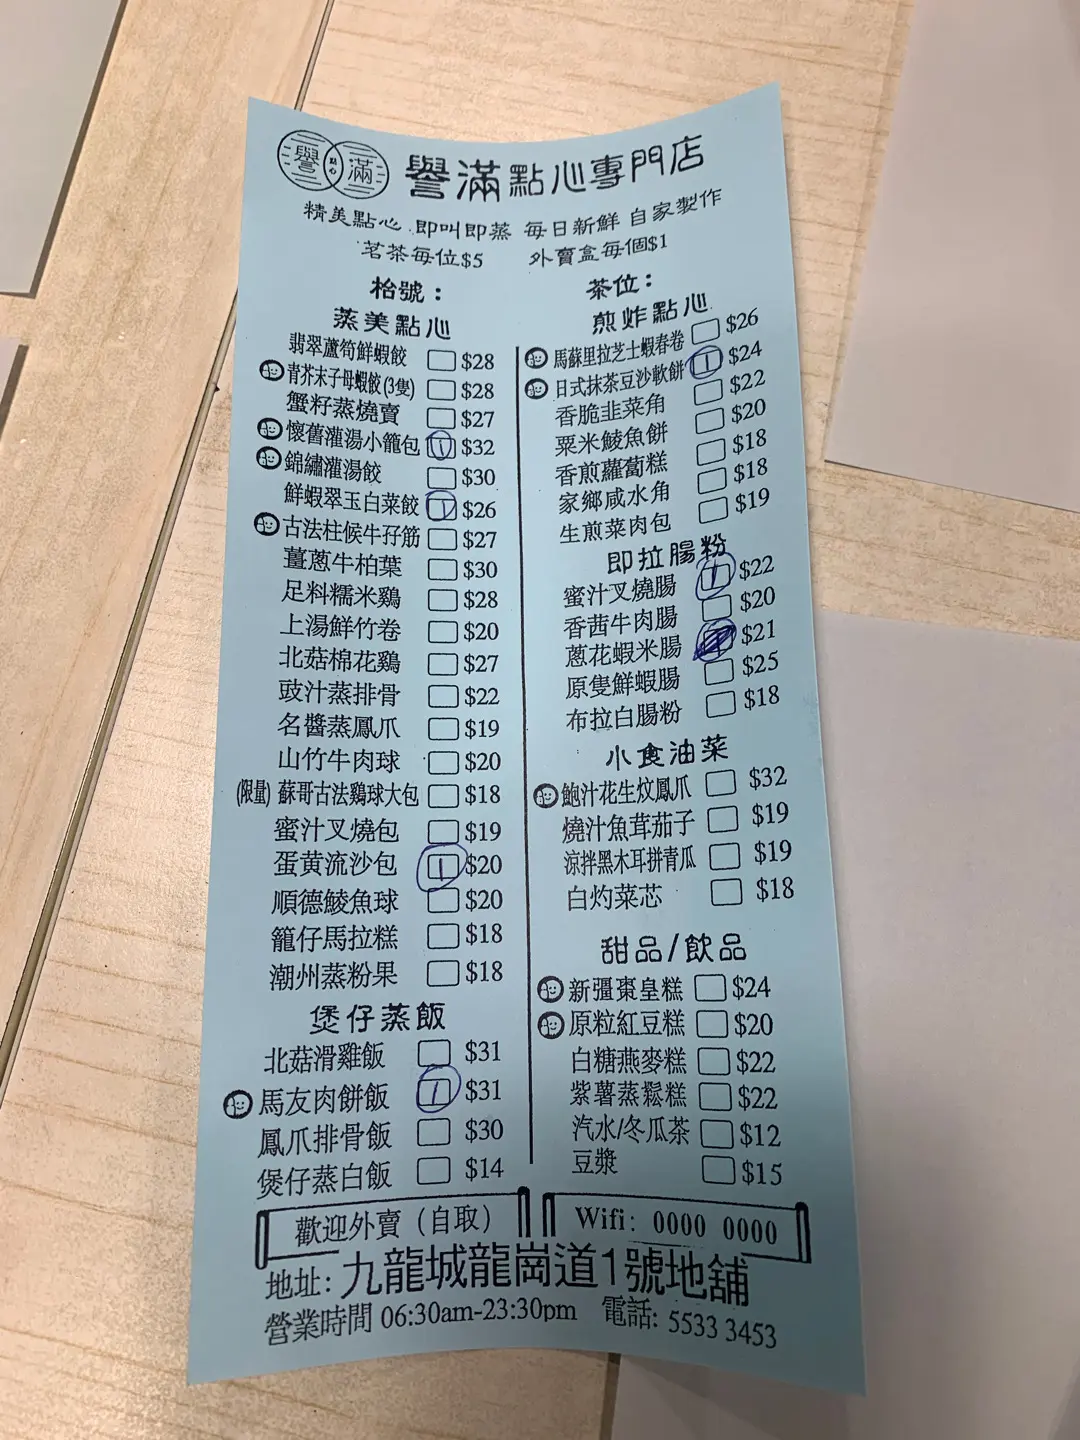 譽 點心 滿 譽滿點心專門店
精美點心 即叫即蒸 每日新鮮 自家製作
茗茶每位$5 外賣盒每個$1
枱號：
蒸美點心
翡翠蘆筍鮮蝦餃 $28
青芥末子母蝦餃(3隻) $28
蟹籽蒸燒賣 $27
懷舊灌湯小籠包 1 $32
錦繡灌湯餃 $30
鮮蝦翠玉白菜餃 1 $26
古法柱候牛孖筋 $27
薑蔥牛柏葉 $30
足料糯米鷄 $28
上湯鮮竹卷 $20
北菇棉花鷄 $27
豉汁蒸排骨 $22
名醬蒸鳳爪 $19
山竹牛肉球 $20
(限量) 蘇哥古法鷄球大包 $18
蜜汁叉燒包 $19
蛋黃流沙包 1 $20
順德鯪魚球 $20
籠仔馬拉糕 $18
潮州蒸粉果 $18
煲仔蒸飯
北菇滑雞飯 $31
馬友肉餅飯 1 $31
鳳爪排骨飯 $30
煲仔蒸白飯 $14
茶位：
煎炸點心
馬蘇里拉芝士蝦春卷 $26
日式抹茶豆沙軟餅 1 $24
香脆韭菜角 $22
粟米鯪魚餅 $20
香煎蘿蔔糕 $18
家鄉咸水角 $18
生煎菜肉包 $19
即拉腸粉
蜜汁叉燒腸 1 $22
香茜牛肉腸 $20
蔥花蝦米腸 $21
原隻鮮蝦腸 $25
布拉白腸粉 $18
小食油菜
鮑汁花生炆鳳爪 $32
燒汁魚茸茄子 $19
涼拌黑木耳拼青瓜 $19
白灼菜芯 $18
甜品/飲品
新彊棗皇糕 $24
原粒紅豆糕 $20
白糖燕麥糕 $22
紫薯蒸鬆糕 $22
汽水/冬瓜茶 $12
豆漿 $15
歡迎外賣（自取）
Wifi: 0000 0000
地址: 九龍城龍崗道1號地舖
營業時間 06:30am-23:30pm 電話: 5533 3453